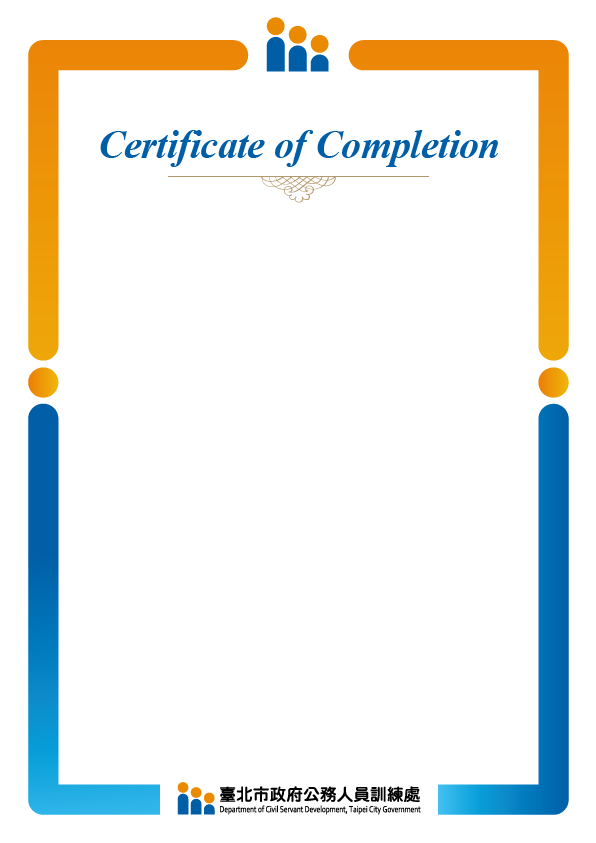 Certificate of Completion
臺北市政府公務人員訓練處
Department of Civil Servant Development, Taipei City Government